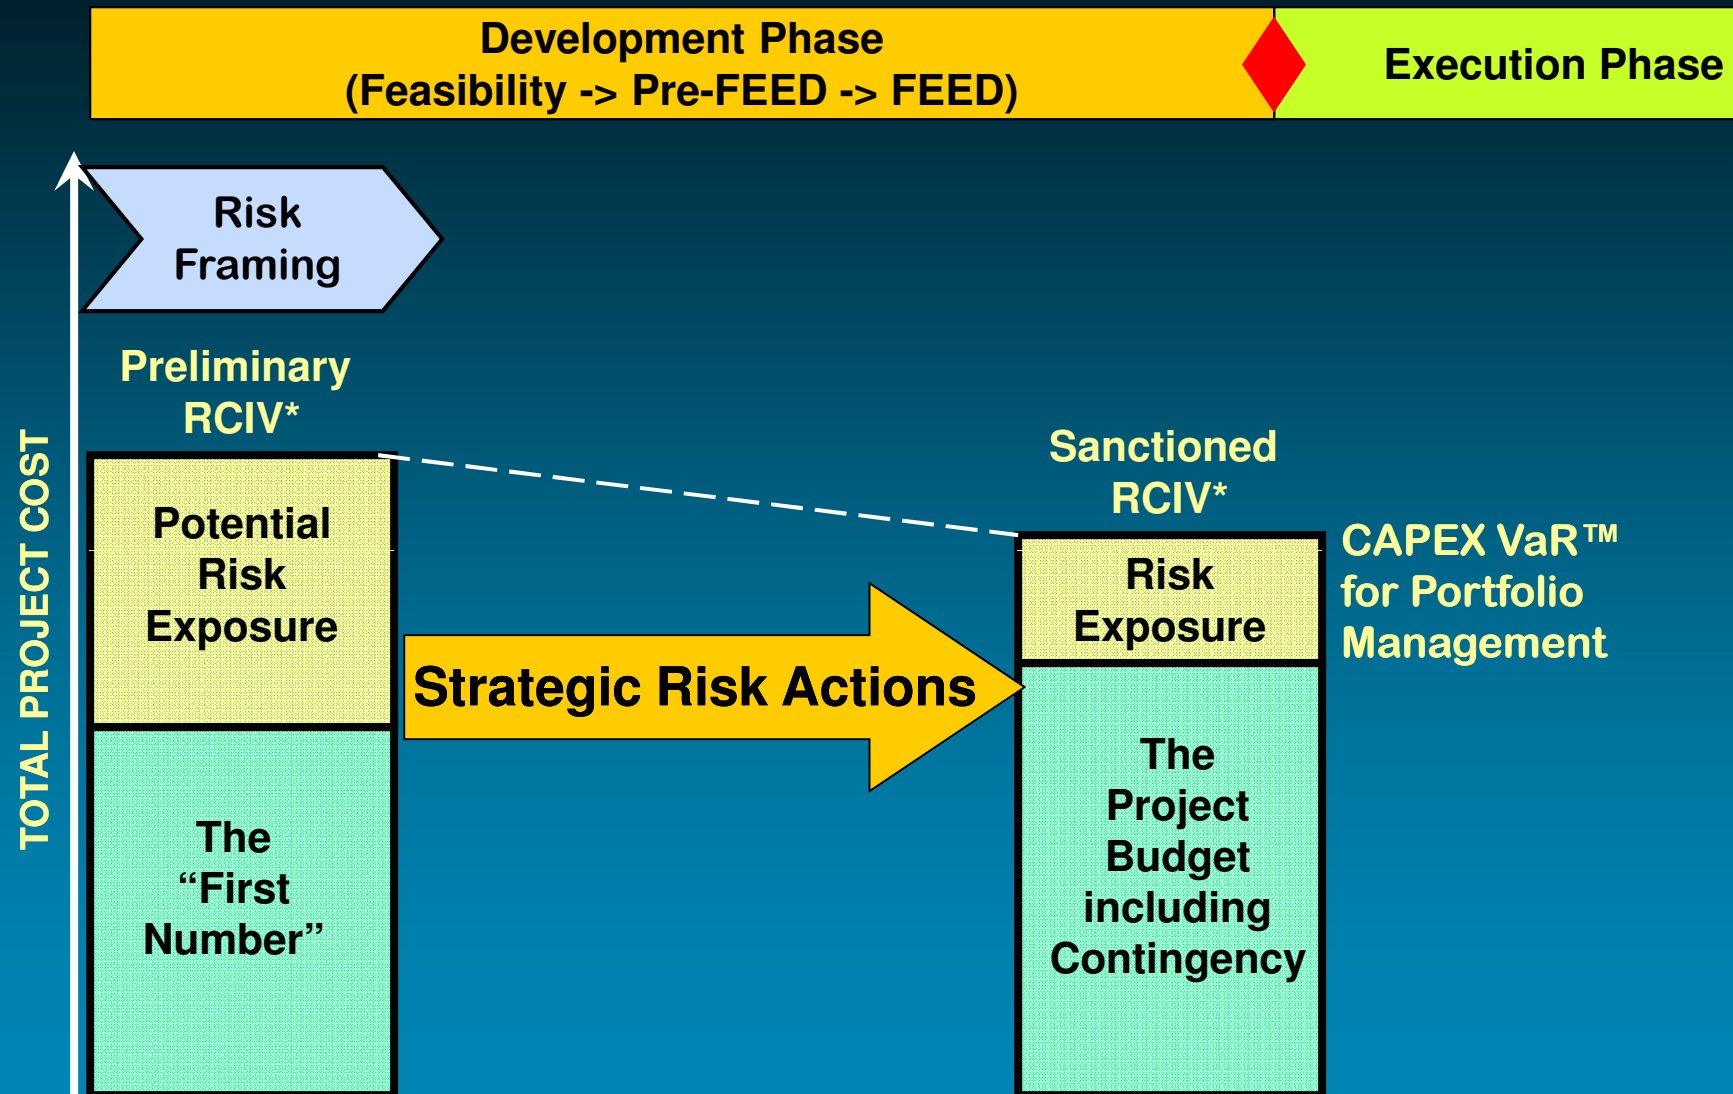 Development Phase
(Feasibility -> Pre-FEED -> FEED)
Execution Phase
Risk
Framing
Preliminary
RCIV*
TOTAL PROJECT COST
Potential
Risk
Exposure
The
“First
Number”
Strategic Risk Actions
Sanctioned
RCIV*
Risk
Exposure
The
Project
Budget
including
Contingency
CAPEX VaR™
for Portfolio
Management